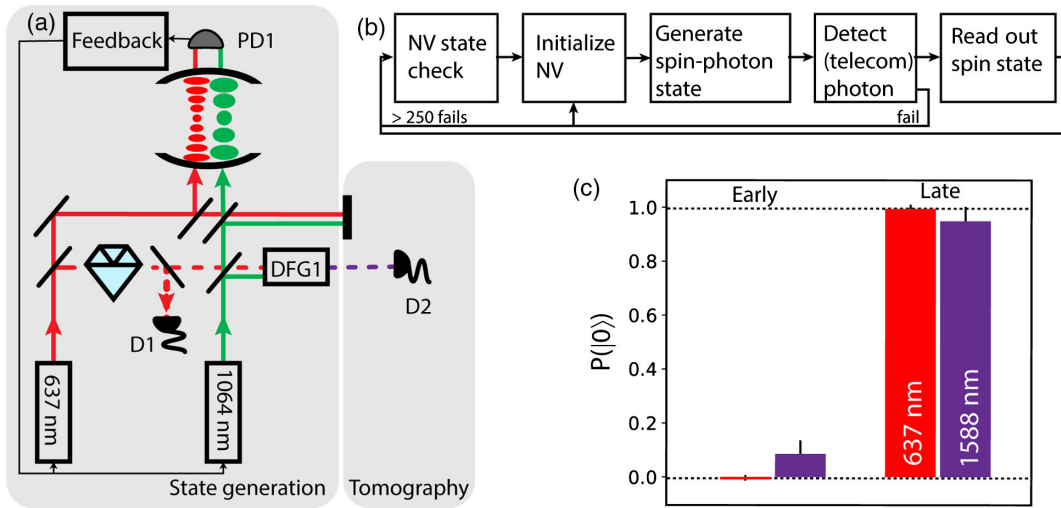 (a)
Feedback
PD1
DFG1
D2
D1
637 nm
1064 nm
State generation
Tomography
(b)
NV state
check
Initialize
NV
Generate
spin-photon
state
Detect
(telecom)
photon
Read out
spin state
> 250 fails
fail
(c)
Early
Late
1.0
0.8
0.6
0.4
0.2
0.0
P(|0⟩)
637 nm
1588 nm